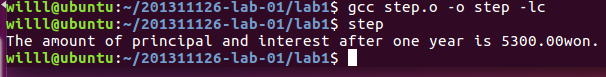 willl@ubuntu:~/201311126-lab-01/lab1$ gcc step.o -o step -lc
willl@ubuntu:~/201311126-lab-01/lab1$ step
The amount of principal and interest after one year is 5300.00won.
willl@ubuntu:~/201311126-lab-01/lab1$